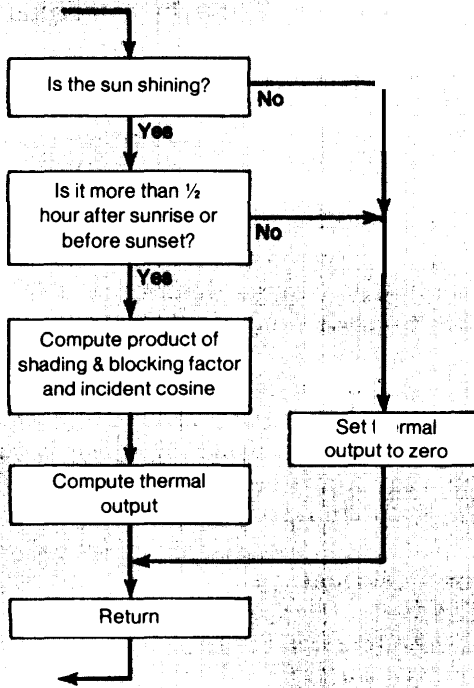 Is the sun shining?
No
Yes
Is it more than ½
hour after sunrise or
before sunset?
No
Yes
Compute product of
shading & blocking factor
and incident cosine
Set
output to zero
Compute thermal
output
Return